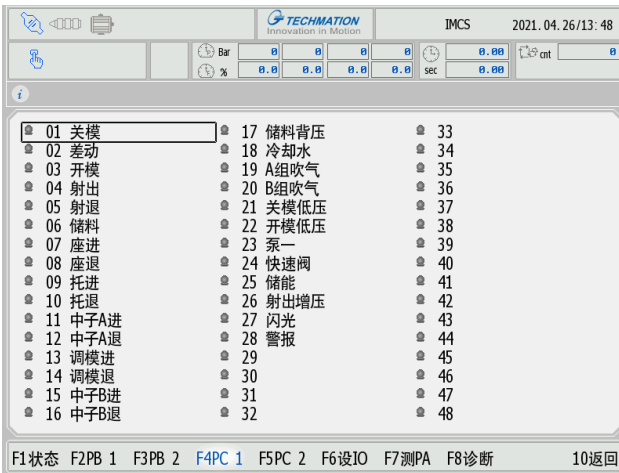 TECHMATION
Innovation in Motion
IMCS
2021.04.26/13:48
Bar 0 0 0 0
% 0.0 0.0 0.0 0.0
0.00
sec 0.00
cnt 0
i
01 关模
02 差动
03 开模
04 射出
05 射退
06 储料
07 座进
08 座退
09 托进
10 托退
11 中子A进
12 中子A退
13 调模进
14 调模退
15 中子B进
16 中子B退
17 储料背压
18 冷却水
19 A组吹气
20 B组吹气
21 关模低压
22 开模低压
23 泵一
24 快速阀
25 储能
26 射出增压
27 闪光
28 警报
29
30
31
32
33
34
35
36
37
38
39
40
41
42
43
44
45
46
47
48
F1状态 F2PB 1 F3PB 2 F4PC 1 F5PC 2 F6设IO F7测PA F8诊断 10返回